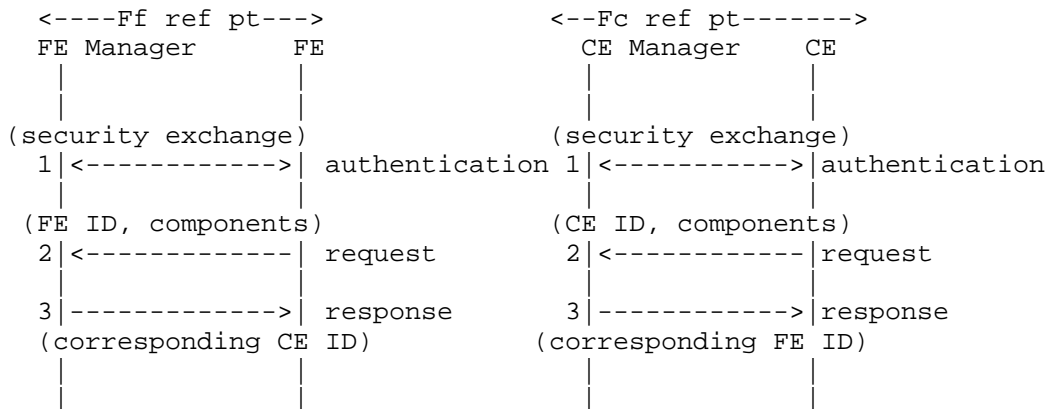 <----Ff ref pt---> <--Fc ref pt------->
FE Manager FE CE Manager CE
(security exchange) (security exchange)
1|<------------>| authentication 1|<----------->|authentication
(FE ID, components) (CE ID, components)
2|<-------------| request 2|<------------|request
3|------------->| response 3|------------>|response
(corresponding CE ID) (corresponding FE ID)